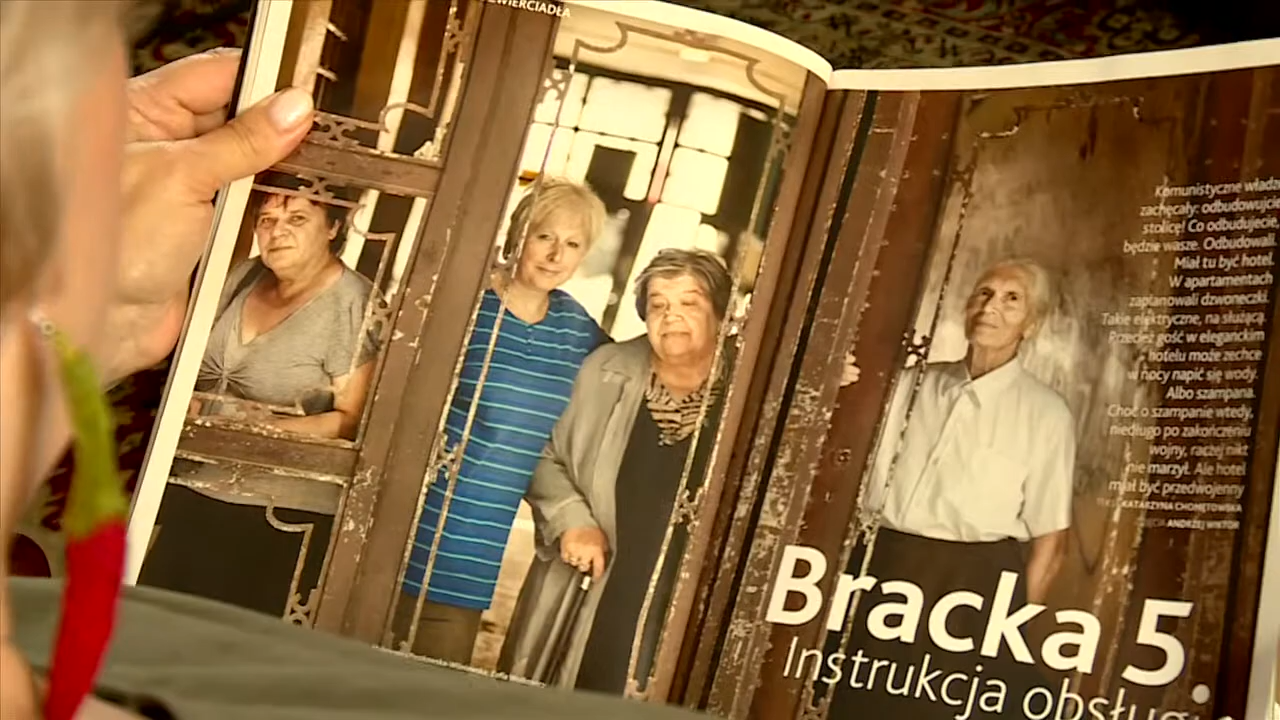 ZWIERCIADŁA
Komunistyczne władze
zachęcały: odbudowujcie
stolicę! Co odbudujecie,
będzie wasze. Odbudowali.
Miał tu być hotel.
W apartamentach
zaplanowali dzwoneczki.
Takie elektryczne, na służącą.
Przecież gość w eleganckim
hotelu może zechce
w nocy napić się wody.
Albo szampana.
Choć o szampanie wtedy,
niedługo po zakończeniu
wojny, raczej nikt
nie marzył. Ale hotel
miał być przedwojenny
KATARZYNA CHOMĘTOWSKA
ZDJĘCIA ANDRZEJ WIKTOR
Bracka 5.
Instrukcja obsług